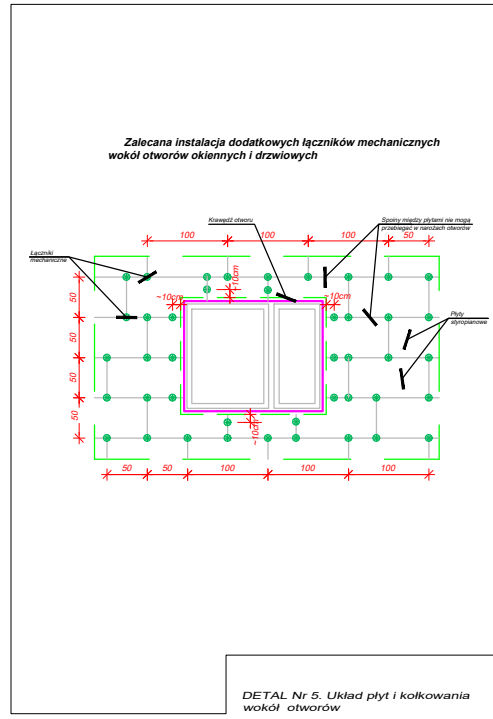 Zalecana instalacja dodatkowych łączników mechanicznych
wokół otworów okiennych i drzwiowych
Krawędź otworu
Spoiny między płytami nie mogą
przebiegać w narożach otworów
100
100
100
50
Łączniki
mechaniczne
~10cm
~10cm
~10cm
50
50
50
50
Płyty
styropianowe
~10cm
50
50
100
100
100
DETAL Nr 5. Układ płyt i kołkowania
wokół otworów